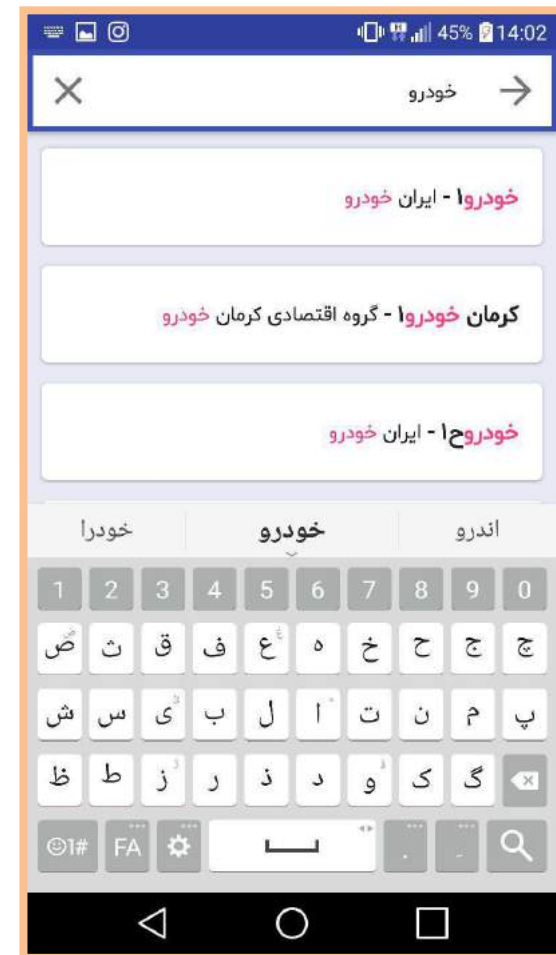 45% 14:02
خودرو
خودرو۱ - ایران خودرو
کرمان خودرو۱ - گروه اقتصادی کرمان خودرو
خودروح۱ - ایران خودرو
اندرو خودرو خودرا
1 2 3 4 5 6 7 8 9 0
ض ث ق ف ع ه خ ح ج چ
ش س ی ب ل ا ت ن م پ
ظ ط ز ر ذ د و ک گ
☺1# FA . -